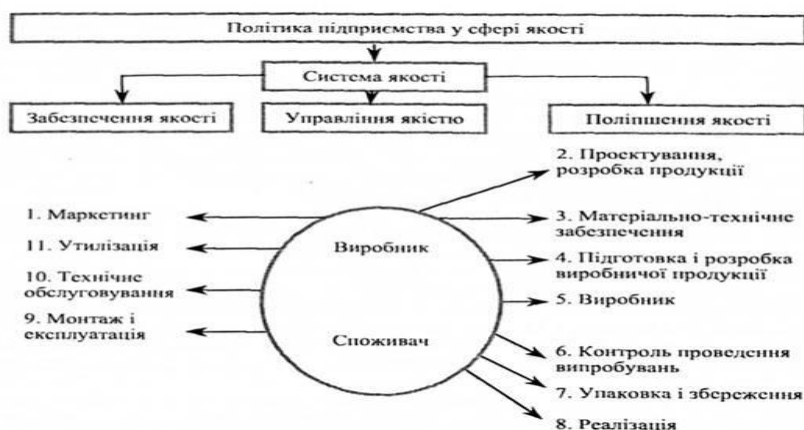 Політика підприємства у сфері якості
Система якості
Забезпечення якості
Управління якістю
Поліпшення якості
2. Проєктування,
розробка продукції
1. Маркетинг
3. Матеріально-технічне
забезпечення
11. Утилізація
Виробник
4. Підготовка і розробка
виробничої продукції
10. Технічне
обслуговування
5. Виробник
9. Монтаж і
експлуатація
Споживач
6. Контроль проведення
випробувань
7. Упаковка і збереження
8. Реалізація